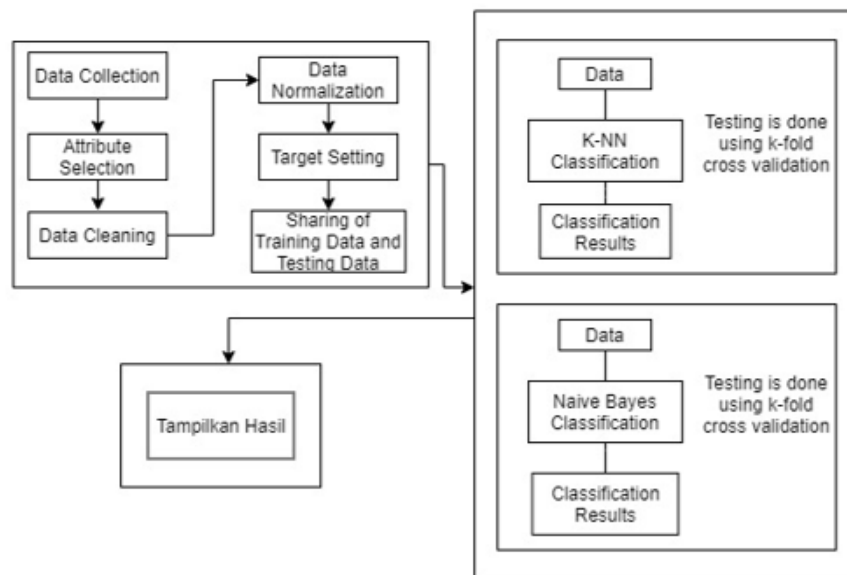 Data Collection
Attribute
Selection
Data Cleaning
Data
Normalization
Target Setting
Sharing of
Training Data and
Testing Data
Data
K-NN
Classification
Classification
Results
Testing is done
using k-fold
cross validation
Data
Naive Bayes
Classification
Classification
Results
Testing is done
using k-fold
cross validation
Tampilkan Hasil